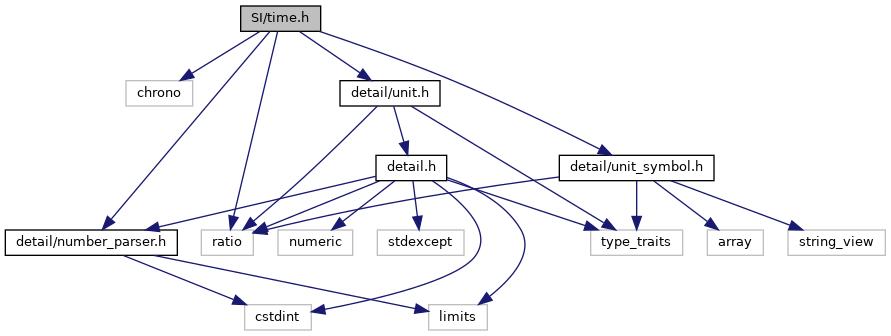 SI/time.h
chrono
detail/unit.h
detail.h
detail/unit_symbol.h
detail/number_parser.h
ratio
numeric
stdexcept
type_traits
array
string_view
cstdint
limits